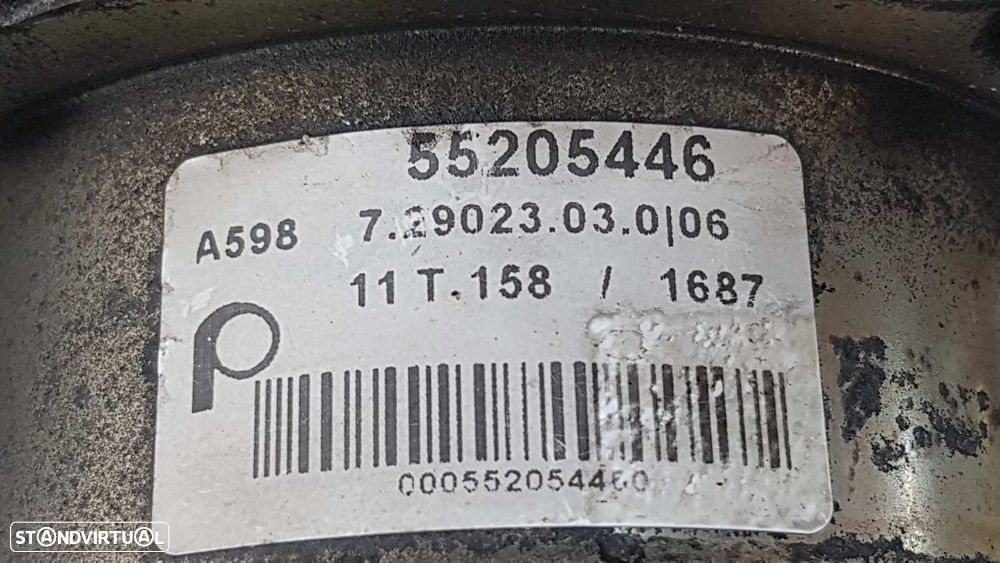 55205446
A598 7.29023.03.0|06
11 T. 158 / 1687
P
000552054460
STANDVIRTUAL